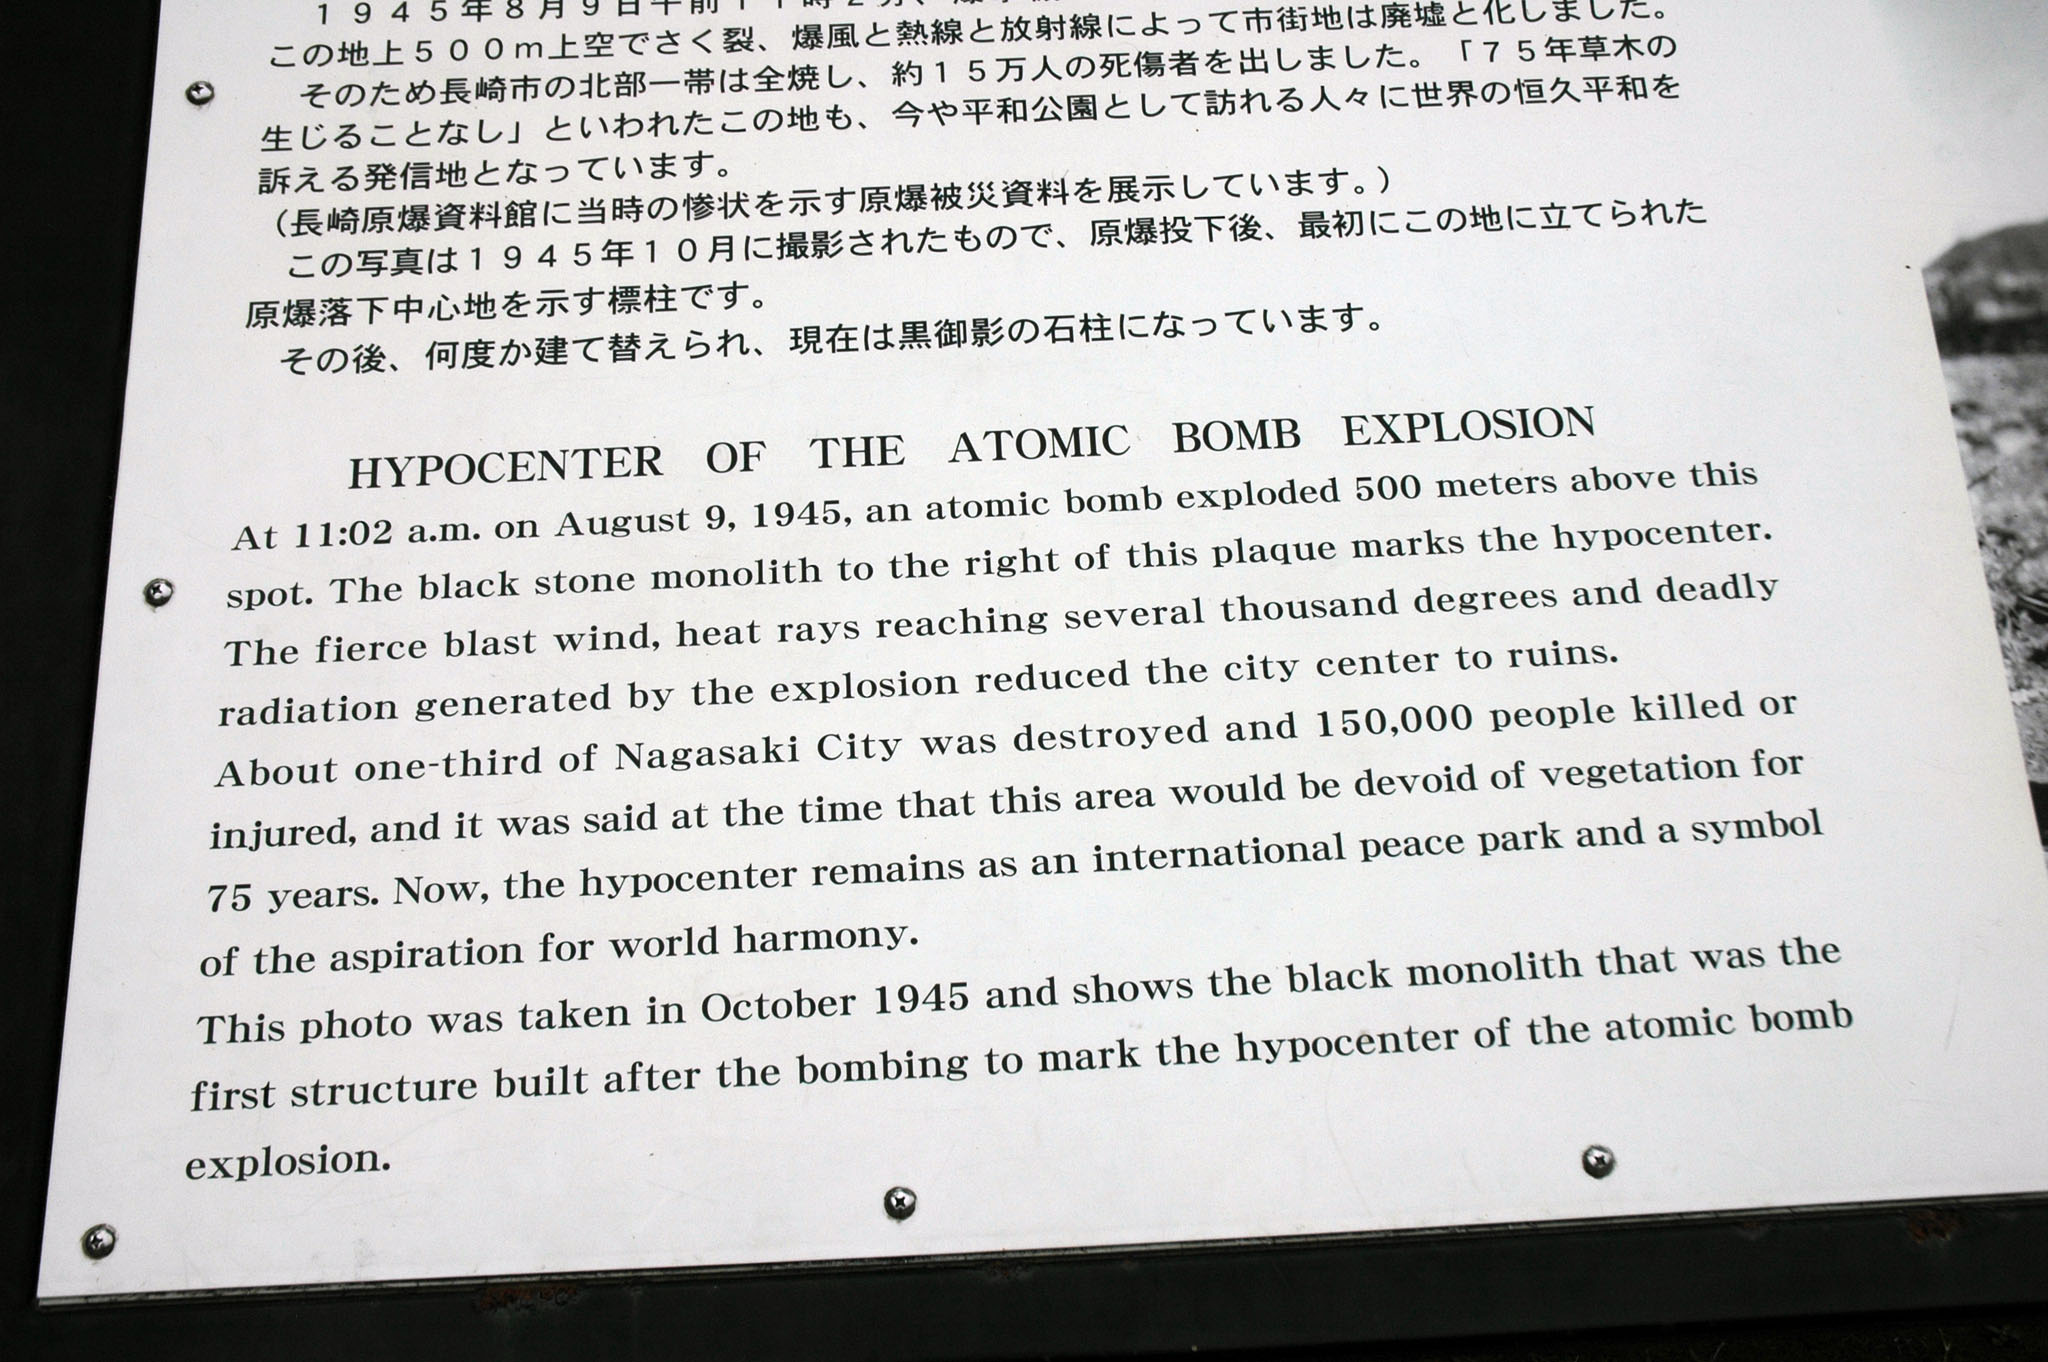 １９４５年８月９日午前１１時２分、
この地上５００ｍ上空でさく裂、爆風と熱線と放射線によって市街地は廃墟と化しました。
そのため長崎市の北部一帯は全焼し、約１５万人の死傷者を出しました。「７５年草木の
生じることなし」といわれたこの地も、今や平和公園として訪れる人々に世界の恒久平和を
訴える発信地となっています。
（長崎原爆資料館に当時の惨状を示す原爆被災資料を展示しています。）
この写真は１９４５年１０月に撮影されたもので、原爆投下後、最初にこの地に立てられた
原爆落下中心地を示す標柱です。
その後、何度か建て替えられ、現在は黒御影の石柱になっています。
HYPOCENTER OF THE ATOMIC BOMB EXPLOSION
At 11:02 a.m. on August 9, 1945, an atomic bomb exploded 500 meters above this
spot. The black stone monolith to the right of this plaque marks the hypocenter.
The fierce blast wind, heat rays reaching several thousand degrees and deadly
radiation generated by the explosion reduced the city center to ruins.
About one-third of Nagasaki City was destroyed and 150,000 people killed or
injured, and it was said at the time that this area would be devoid of vegetation for
75 years. Now, the hypocenter remains as an international peace park and a symbol
of the aspiration for world harmony.
This photo was taken in October 1945 and shows the black monolith that was the
first structure built after the bombing to mark the hypocenter of the atomic bomb
explosion.